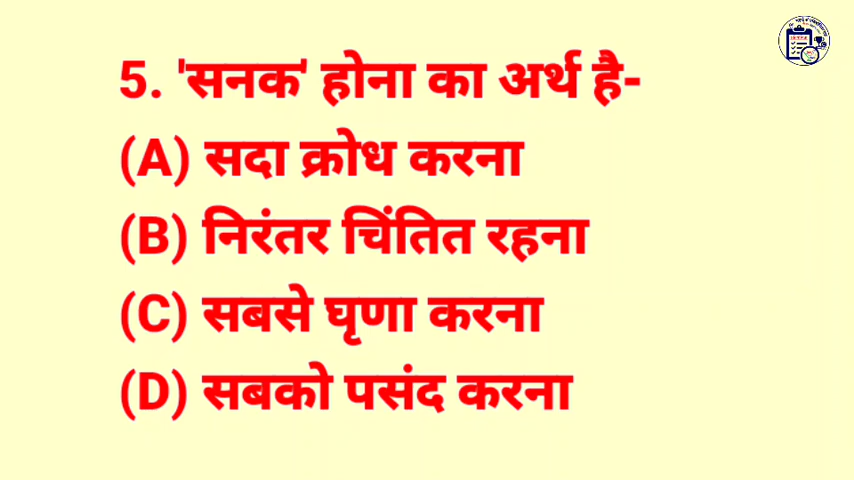 5. 'सनक' होना का अर्थ है-
(A) सदा क्रोध करना
(B) निरंतर चिंतित रहना
(C) सबसे घृणा करना
(D) सबको पसंद करना